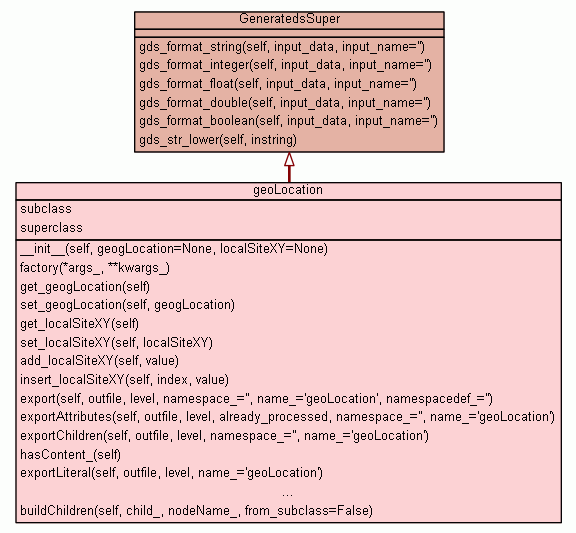 GeneratedsSuper
gds_format_string(self, input_data, input_name='')
gds_format_integer(self, input_data, input_name='')
gds_format_float(self, input_data, input_name='')
gds_format_double(self, input_data, input_name='')
gds_format_boolean(self, input_data, input_name='')
gds_str_lower(self, instring)
geoLocation
subclass
superclass
__init__(self, geogLocation=None, localSiteXY=None)
factory(*args_, **kwargs_)
get_geogLocation(self)
set_geogLocation(self, geogLocation)
get_localSiteXY(self)
set_localSiteXY(self, localSiteXY)
add_localSiteXY(self, value)
insert_localSiteXY(self, index, value)
export(self, outfile, level, namespace_='', name_='geoLocation', namespacedef_='')
exportAttributes(self, outfile, level, already_processed, namespace_='', name_='geoLocation')
exportChildren(self, outfile, level, namespace_='', name_='geoLocation')
hasContent_(self)
exportLiteral(self, outfile, level, name_='geoLocation')
...
buildChildren(self, child_, nodeName_, from_subclass=False)